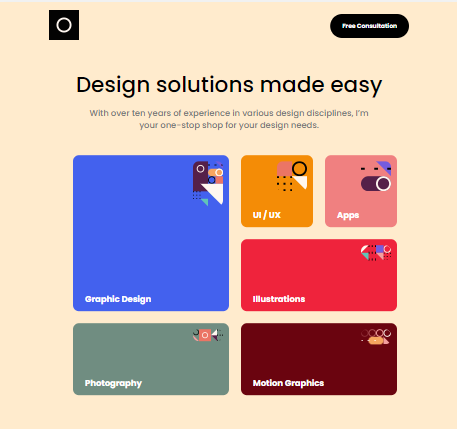 Free Consultation
Design solutions made easy
With over ten years of experience in various design disciplines, I'm
your one-stop shop for your design needs.
UI / UX
Apps
Graphic Design
Illustrations
Photography
Motion Graphics